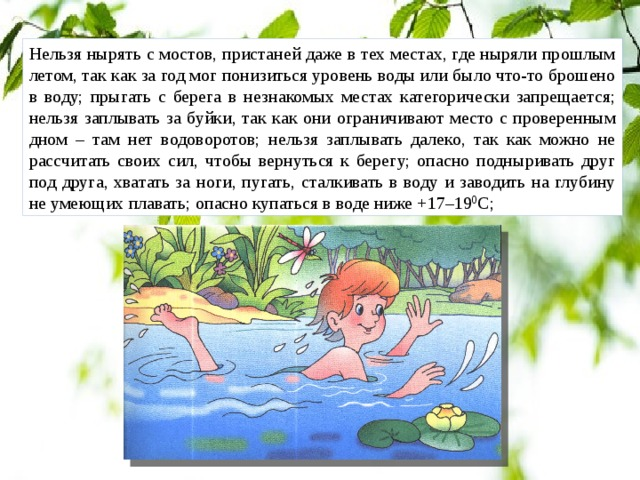 Нельзя нырять с мостов, пристаней даже в тех местах, где ныряли прошлым
летом, так как за год мог понизиться уровень воды или было что-то брошено
в воду; прыгать с берега в незнакомых местах категорически запрещается;
нельзя заплывать за буйки, так как они ограничивают место с проверенным
дном – там нет водоворотов; нельзя заплывать далеко, так как можно не
рассчитать своих сил, чтобы вернуться к берегу; опасно подныривать друг
под друга, хватать за ноги, пугать, сталкивать в воду и заводить на глубину
не умеющих плавать; опасно купаться в воде ниже +17–19⁰С;